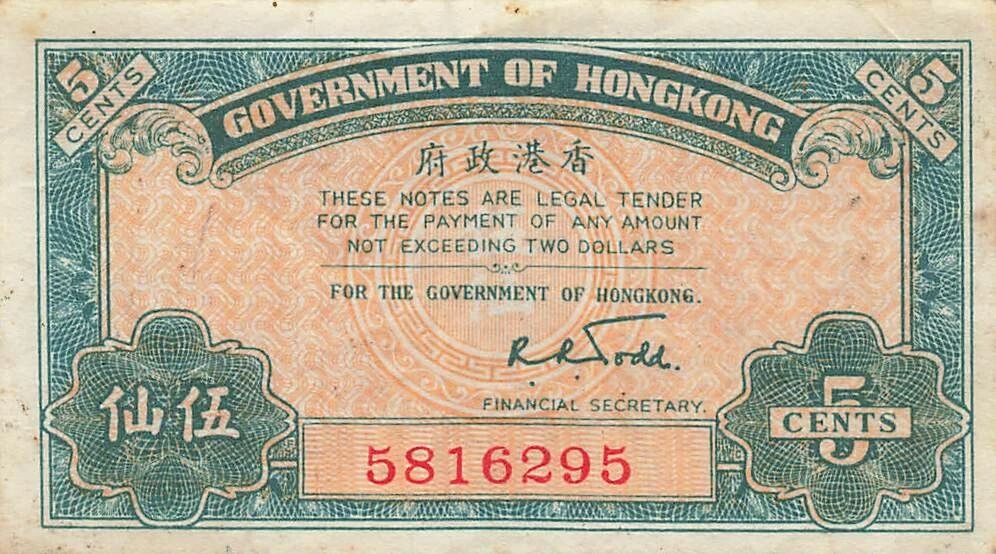 5 CENTS
5 CENTS
GOVERNMENT OF HONGKONG
府政港香
THESE NOTES ARE LEGAL TENDER
FOR THE PAYMENT OF ANY AMOUNT
NOT EXCEEDING TWO DOLLARS
FOR THE GOVERNMENT OF HONGKONG.
R. R. Todd.
FINANCIAL SECRETARY.
仙伍
5 CENTS
5816295